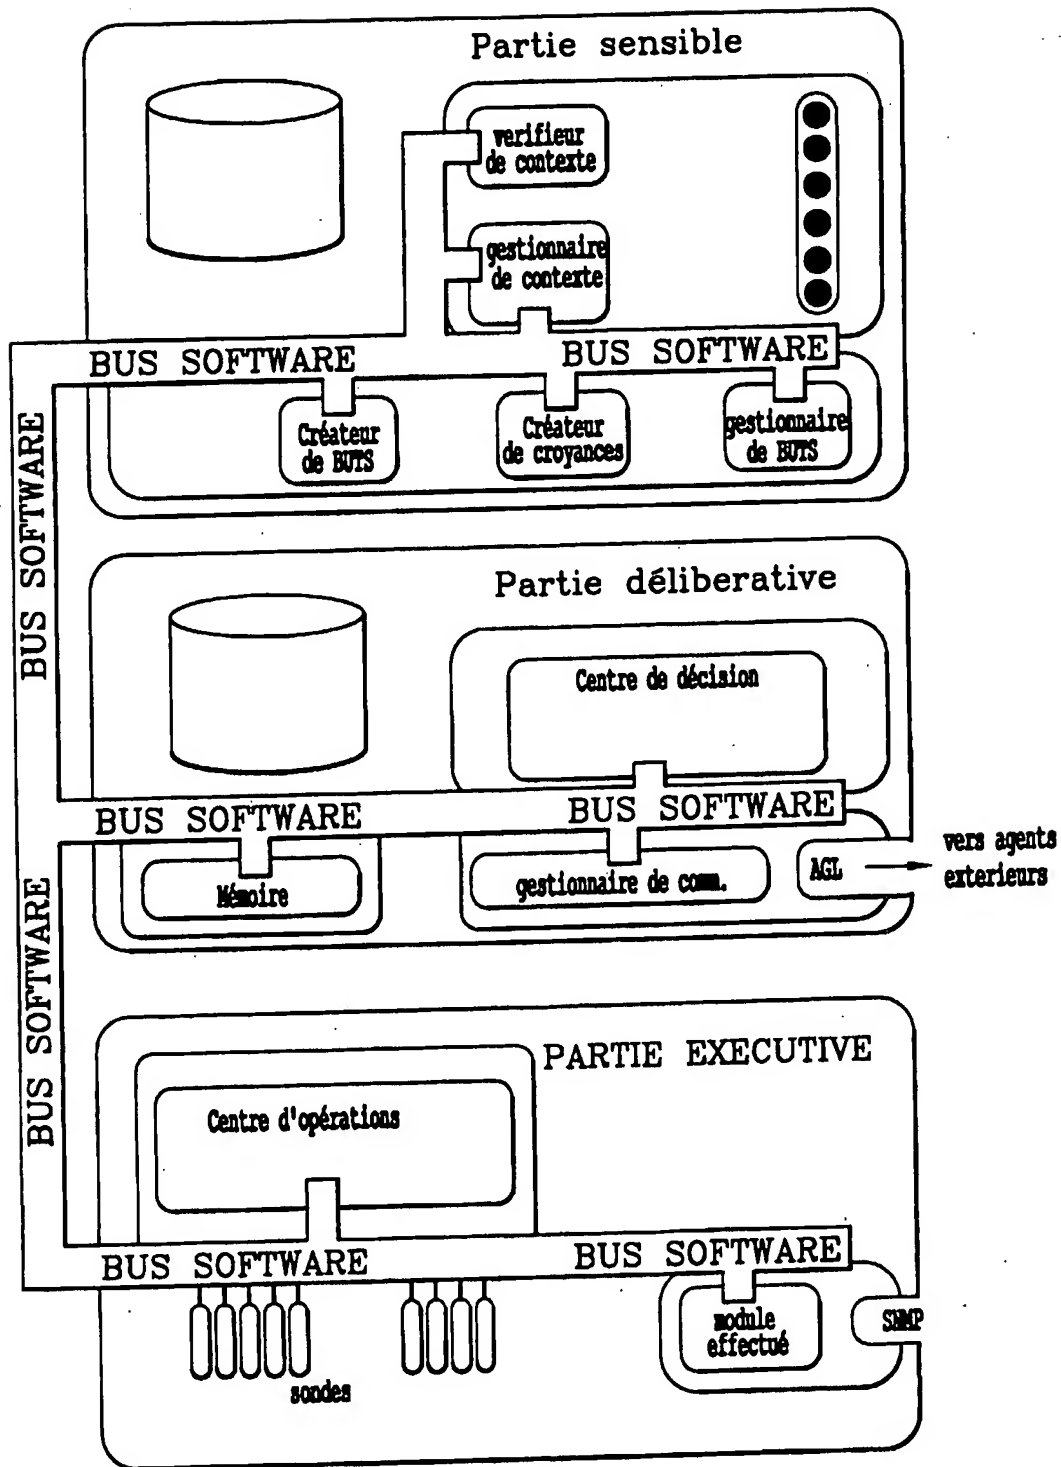 Partie sensible
verifieur
de contexte
gestionnaire
de contexte
BUS SOFTWARE
BUS SOFTWARE
Créateur
de BUTS
Créateur
de croyances
gestionnaire
de BUTS
BUS SOFTWARE
Partie déliberative
Centre de décision
BUS SOFTWARE
BUS SOFTWARE
Mémoire
gestionnaire de comm.
AGL
vers agents
exterieurs
BUS SOFTWARE
PARTIE EXECUTIVE
Centre d'opérations
BUS SOFTWARE
BUS SOFTWARE
sondes
module
effectué
SNMP